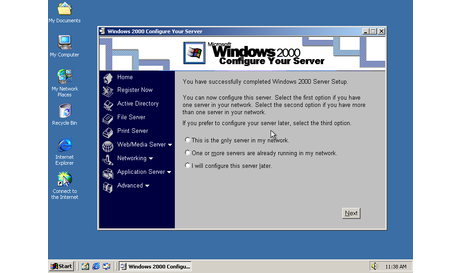 My Documents
My Computer
My Network
Places
Recycle Bin
Internet
Explorer
Connect to
the Internet
Windows 2000 Configure Your Server
Microsoft
Windows 2000
Configure Your Server
Home
Register Now
Active Directory
File Server
Print Server
Web/Media Server
Networking
Application Server
Advanced
You have successfully completed Windows 2000 Server Setup.
You can now configure this server. Select the first option if you have
one server in your network. Select the second option if you have more
than one server in your network.
If you prefer to configure your server later, select the third option.
This is the only server in my network.
One or more servers are already running in my network.
I will configure this server later.
Next
Start
Windows 2000 Configu...
11:38 AM